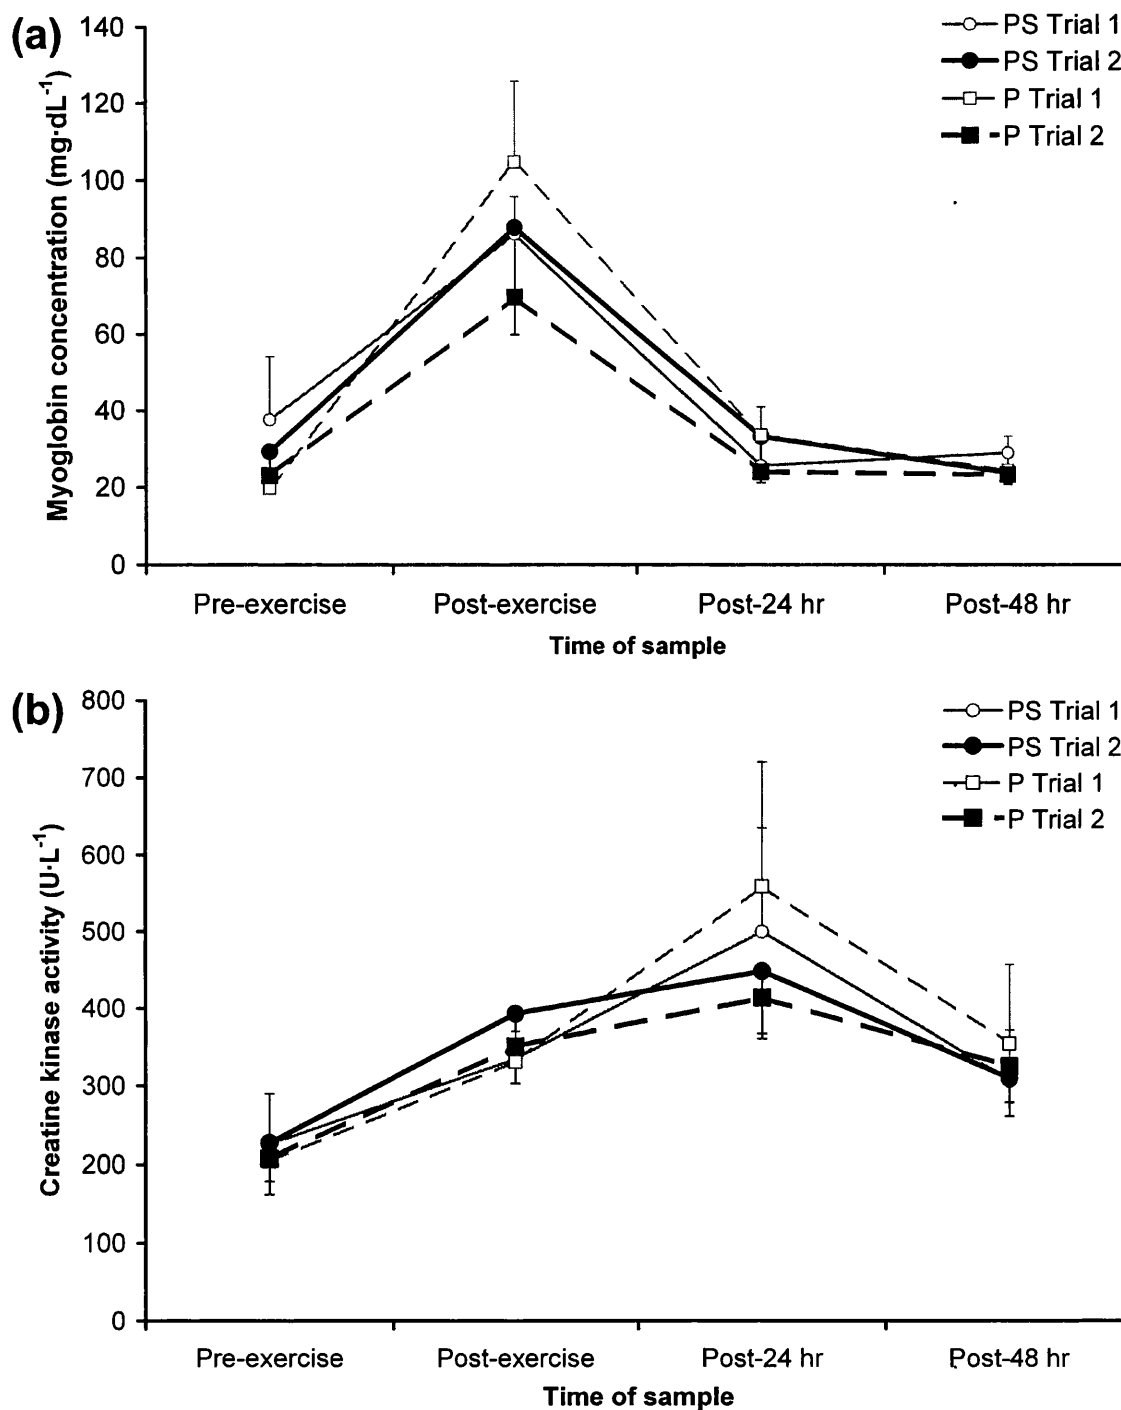 (a)
Myoglobin concentration (mg·dL⁻¹)
140
120
100
80
60
40
20
0
PS Trial 1
PS Trial 2
P Trial 1
P Trial 2
Pre-exercise Post-exercise Post-24 hr Post-48 hr
Time of sample
(b)
Creatine kinase activity (U·L⁻¹)
800
700
600
500
400
300
200
100
0
PS Trial 1
PS Trial 2
P Trial 1
P Trial 2
Pre-exercise Post-exercise Post-24 hr Post-48 hr
Time of sample